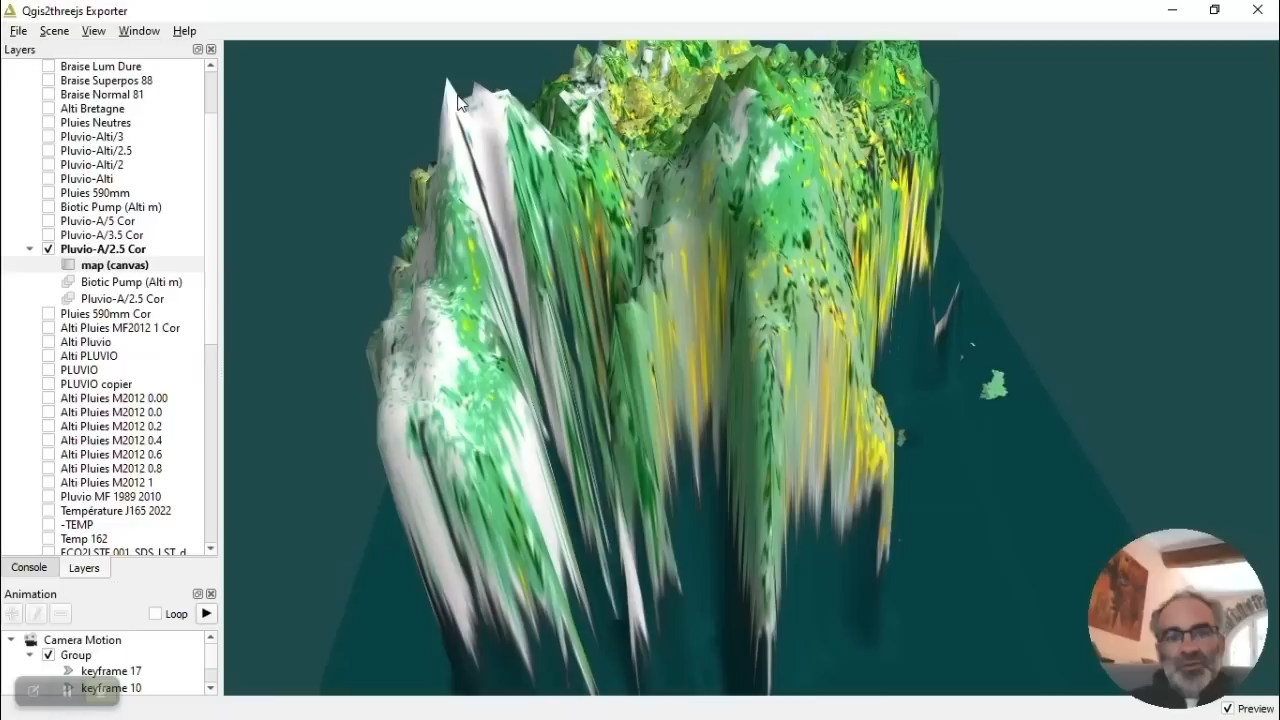 Qgis2threejs Exporter
File Scene View Window Help
Layers
Braise Lum Dure
Braise Superpos 88
Braise Normal 81
Alti Bretagne
Pluies Neutres
Pluvio-Alti/3
Pluvio-Alti/2.5
Pluvio-Alti/2
Pluvio-Alti
Pluies 590mm
Biotic Pump (Alti m)
Pluvio-A/5 Cor
Pluvio-A/3.5 Cor
Pluvio-A/2.5 Cor
map (canvas)
Biotic Pump (Alti m)
Pluvio-A/2.5 Cor
Pluies 590mm Cor
Alti Pluies MF2012 1 Cor
Alti Pluvio
Alti PLUVIO
PLUVIO
PLUVIO copier
Alti Pluies M2012 0.00
Alti Pluies M2012 0.0
Alti Pluies M2012 0.2
Alti Pluies M2012 0.4
Alti Pluies M2012 0.6
Alti Pluies M2012 0.8
Alti Pluies M2012 1
Pluvio MF 1989 2010
Température J165 2022
-TEMP
Temp 162
Console Layers
Animation
Loop
Camera Motion
Group
keyframe 17
keyframe 10
Preview